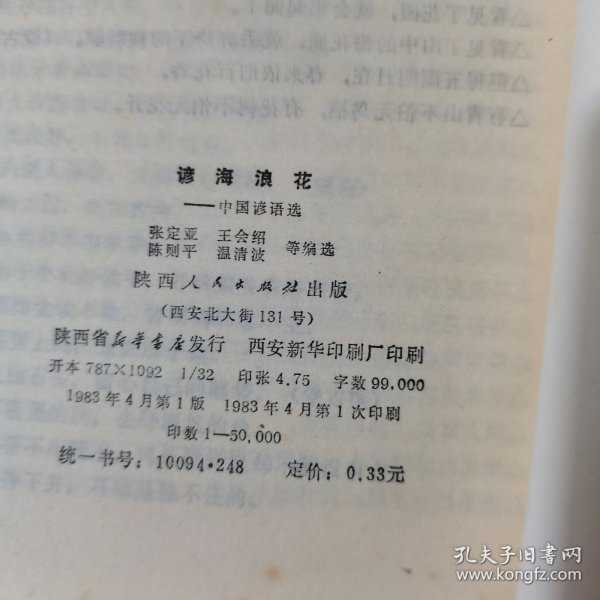 谚海浪花
——中国谚语选
张定亚 王会绍
陈则平 温清波 等编选
陕西人民出版社出版
（西安北大街131号）
陕西省新华书店发行 西安新华印刷厂印刷
开本787×1092 1/32 印张4.75 字数99,000
1983年4月第1版 1983年4月第1次印刷
印数1—50,000
统一书号：10094·248 定价：0.33元
孔夫子旧书网
www.kongfz.com